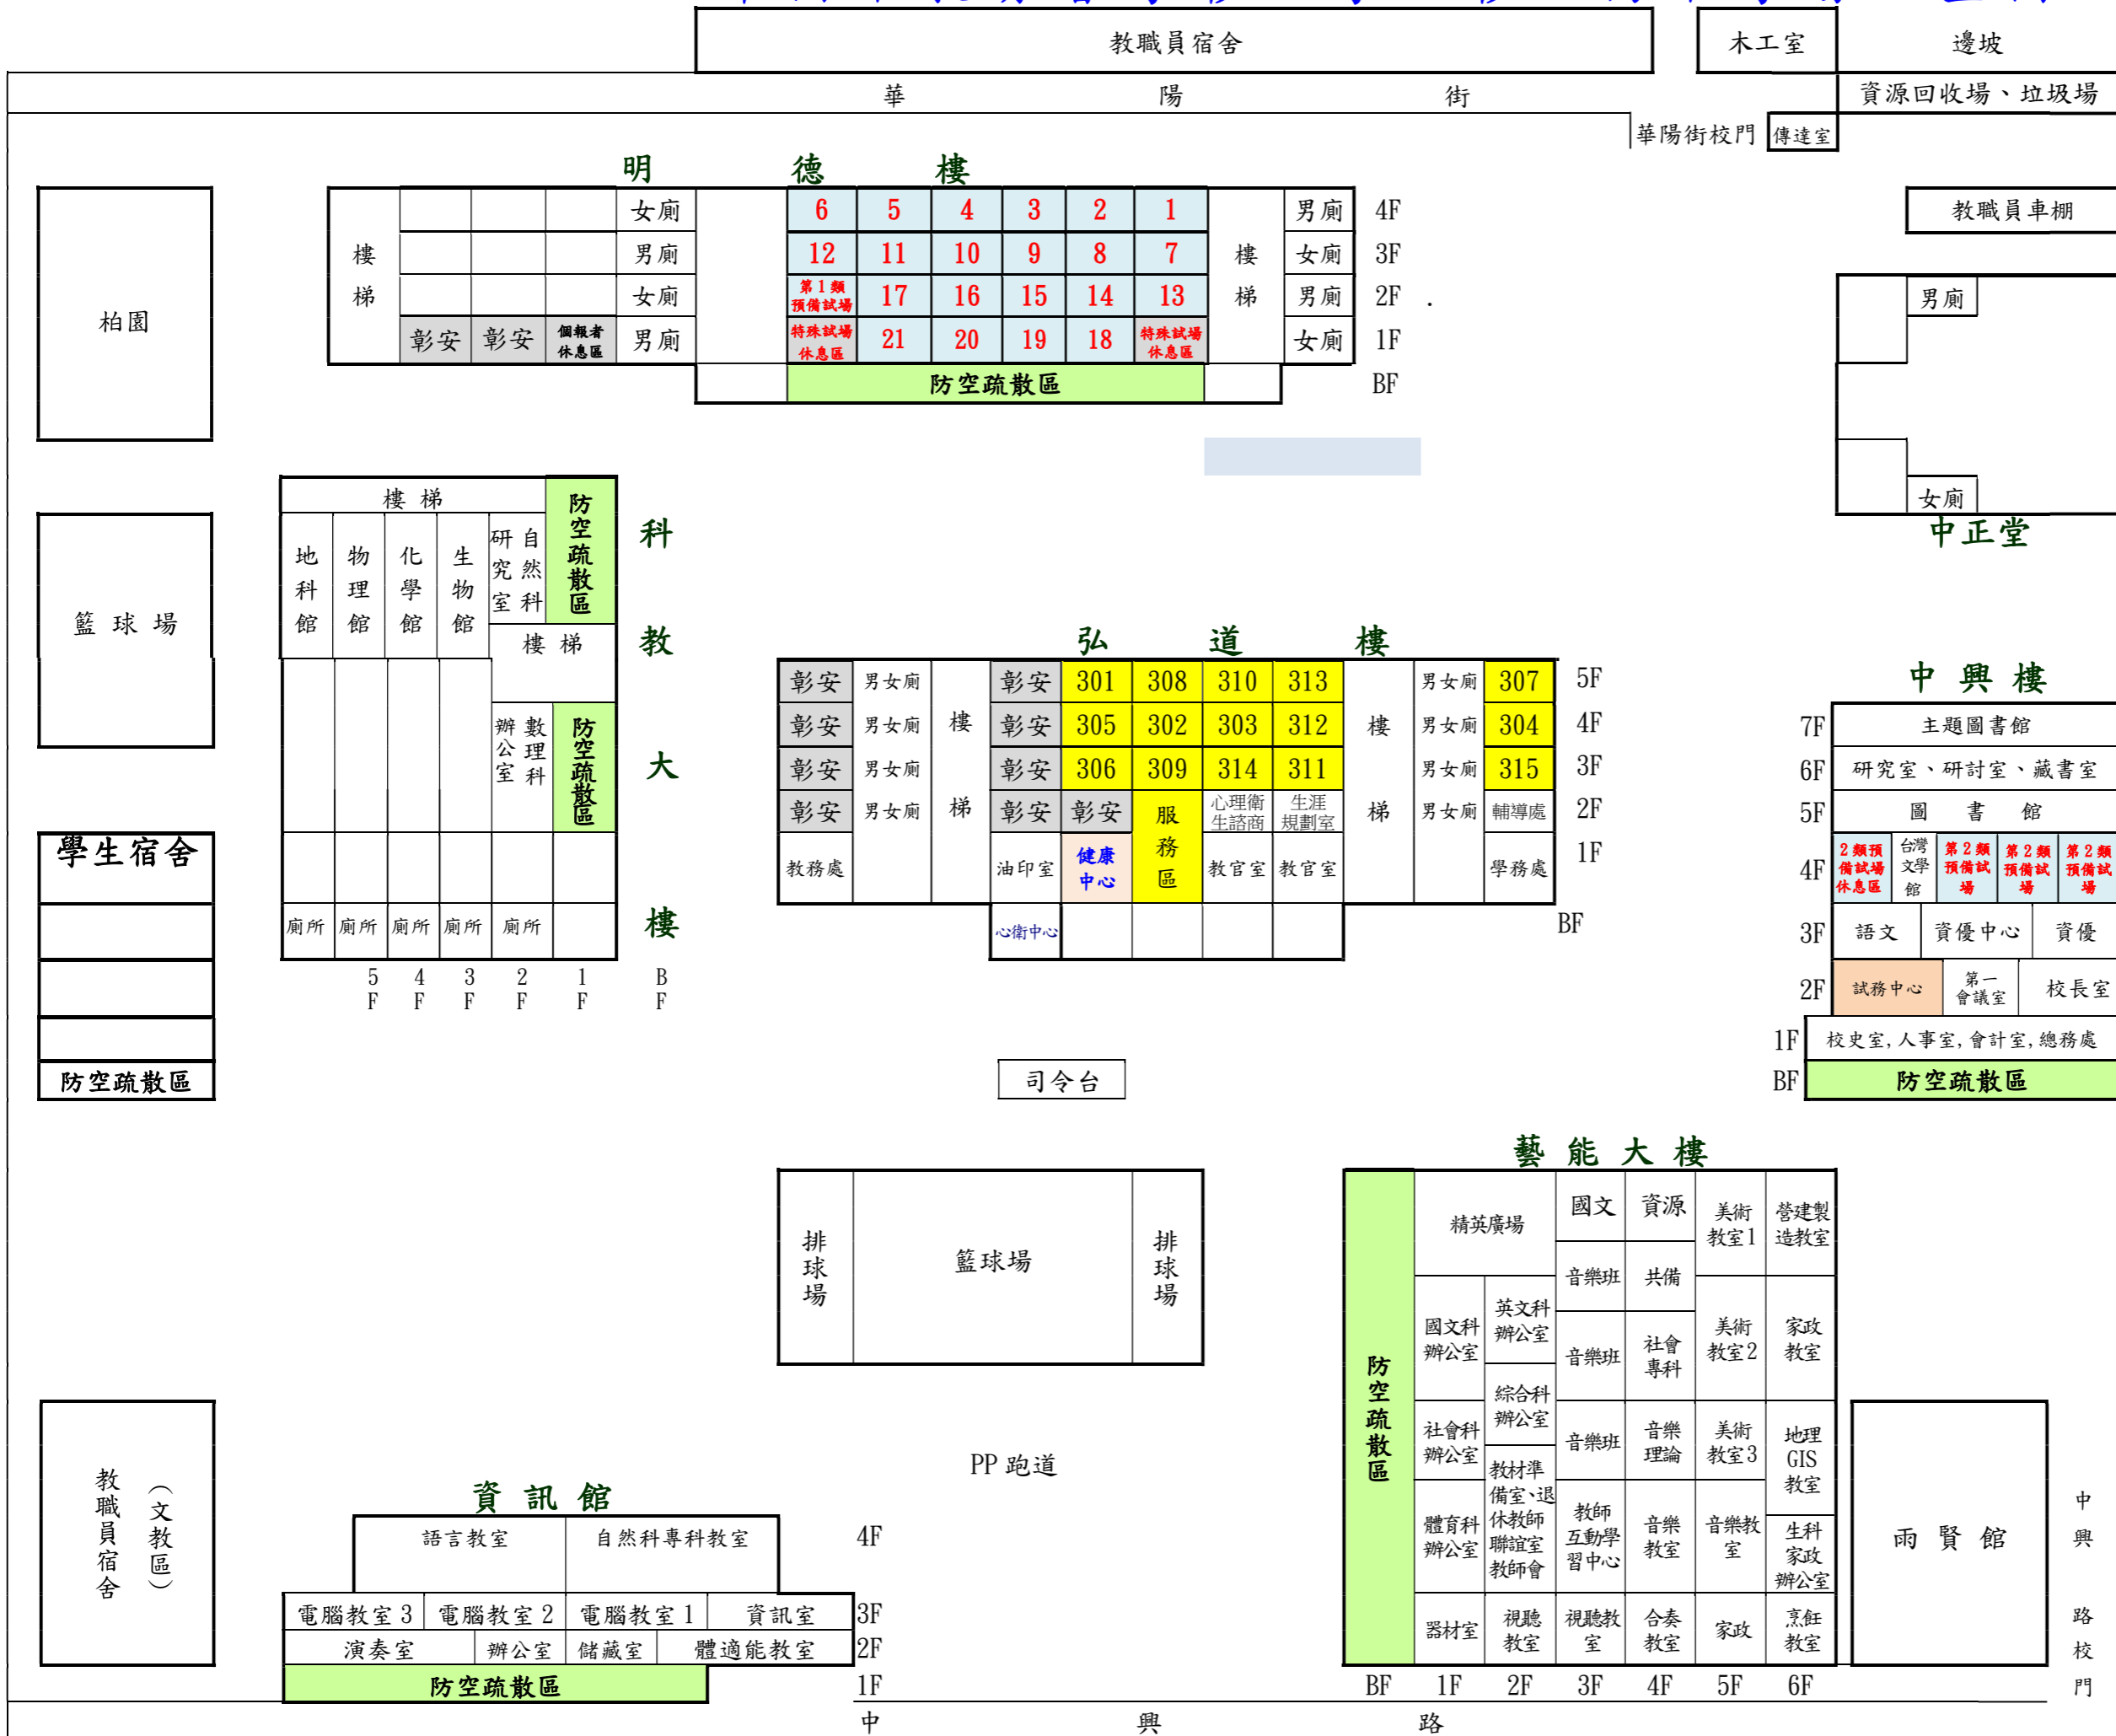 教職員宿舍 木工室 邊坡
華 陽 街 資源回收場、垃圾場
華陽街校門 傳達室
明 德 樓
柏園
樓梯 女廁 6 5 4 3 2 1 樓梯 男廁 4F
男廁 12 11 10 9 8 7 女廁 3F
女廁 第1類預備試場 17 16 15 14 13 男廁 2F .
彰安 彰安 個報者休息區 男廁 特殊試場休息區 21 20 19 18 特殊試場休息區 女廁 1F
防空疏散區 BF
教職員車棚
男廁
女廁
中正堂
籃球場
科教大樓
樓梯
地科館 物理館 化學館 生物館 自然科研究室 防空疏散區
樓梯
數理科辦公室 防空疏散區
廁所 廁所 廁所 廁所 廁所
5F 4F 3F 2F 1F BF
弘 道 樓
彰安 男女廁 樓梯 彰安 301 308 310 313 樓梯 男女廁 307 5F
彰安 男女廁 彰安 305 302 303 312 男女廁 304 4F
彰安 男女廁 彰安 306 309 314 311 男女廁 315 3F
彰安 男女廁 彰安 彰安 服務區 心理衛生諮商 生涯規劃室 男女廁 輔導處 2F
教務處 油印室 健康中心 教官室 教官室 學務處 1F
心衛中心 BF
中興樓
7F 主題圖書館
6F 研究室、研討室、藏書室
5F 圖 書 館
4F 2類預備試場休息區 台灣文學館 第2類預備試場 第2類預備試場 第2類預備試場
3F 語文 資優中心 資優
2F 試務中心 第一會議室 校長室
1F 校史室,人事室,會計室,總務處
BF 防空疏散區
學生宿舍
防空疏散區
司令台
排球場 籃球場 排球場
PP跑道
藝能大樓
防空疏散區
精英廣場 國文 資源 美術教室1 營建製造教室
音樂班 共備
國文科辦公室 英文科辦公室 音樂班 社會專科 美術教室2 家政教室
綜合科辦公室
社會科辦公室 音樂班 音樂理論 美術教室3 地理GIS教室
體育科辦公室 教材準備室、退休教師聯誼室教師會 教師互動學習中心 音樂教室 音樂教室 生科家政辦公室
器材室 視聽教室 視聽教室 合奏教室 家政 烹飪教室
BF 1F 2F 3F 4F 5F 6F
雨賢館
中興路校門
教職員宿舍
(文教區)
資訊館
語言教室 自然科專科教室 4F
電腦教室3 電腦教室2 電腦教室1 資訊室 3F
演奏室 辦公室 儲藏室 體適能教室 2F
防空疏散區 1F
中 興 路